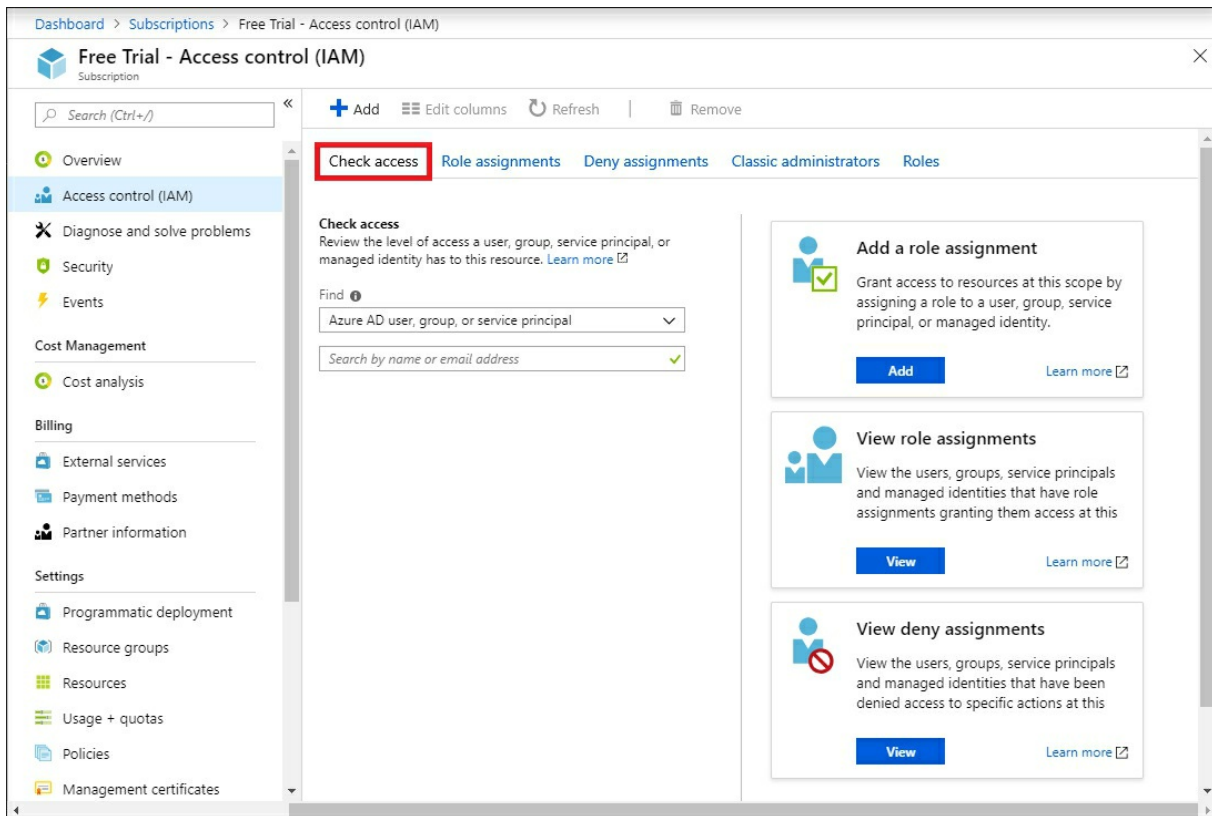 Dashboard > Subscriptions > Free Trial - Access control (IAM)
Free Trial - Access control (IAM)
Subscription
Search (Ctrl+/)
Overview
Access control (IAM)
Diagnose and solve problems
Security
Events
Cost Management
Cost analysis
Billing
External services
Payment methods
Partner information
Settings
Programmatic deployment
Resource groups
Resources
Usage + quotas
Policies
Management certificates
Add Edit columns Refresh | Remove
Check access Role assignments Deny assignments Classic administrators Roles
Check access
Review the level of access a user, group, service principal, or
managed identity has to this resource. Learn more
Find
Azure AD user, group, or service principal
Search by name or email address
Add a role assignment
Grant access to resources at this scope by
assigning a role to a user, group, service
principal, or managed identity.
Add Learn more
View role assignments
View the users, groups, service principals
and managed identities that have role
assignments granting them access at this
View Learn more
View deny assignments
View the users, groups, service principals
and managed identities that have been
denied access to specific actions at this
View Learn more